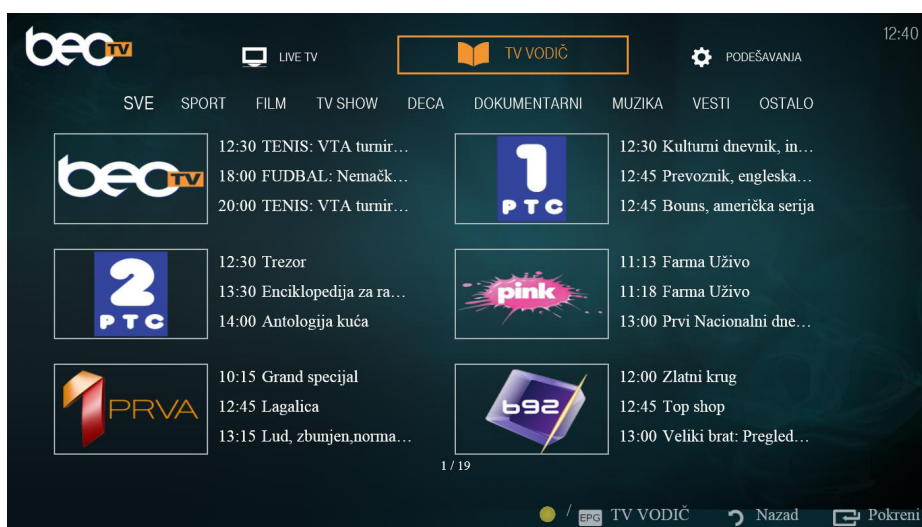 beo TV
12:40
LIVE TV
TV VODIČ
PODEŠAVANJA
SVE SPORT FILM TV SHOW DECA DOKUMENTARNI MUZIKA VESTI OSTALO
beo TV
12:30 TENIS: VTA turnir…
18:00 FUDBAL: Nemačk…
20:00 TENIS: VTA turnir…
1
РТС
12:30 Kulturni dnevnik, in…
12:45 Prevoznik, engleska…
12:45 Bouns, američka serija
2
РТС
12:30 Trezor
13:30 Enciklopedija za ra…
14:00 Antologija kuća
pink
11:13 Farma Uživo
11:18 Farma Uživo
13:00 Prvi Nacionalni dne…
1 PRVA
10:15 Grand specijal
12:45 Lagalica
13:15 Lud, zbunjen,norma…
b92
12:00 Zlatni krug
12:45 Top shop
13:00 Veliki brat: Pregled…
1 / 19
/ EPG TV VODIČ Nazad Pokreni